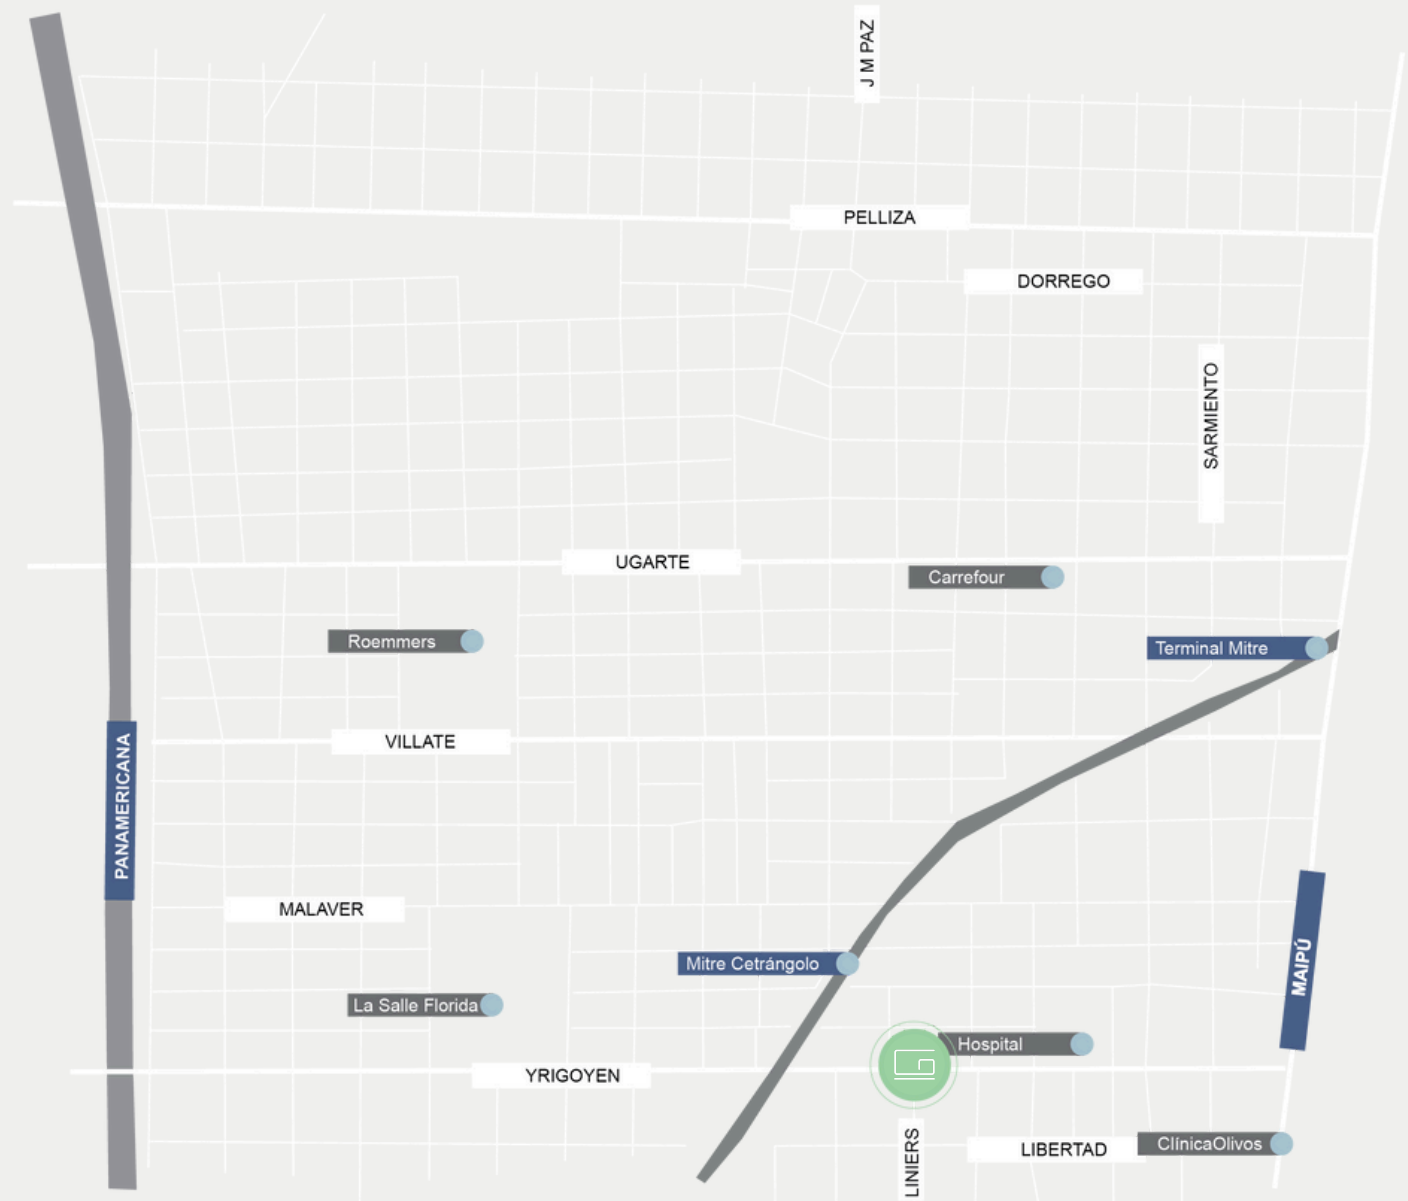 J M PAZ
PELLIZA
DORREGO
SARMIENTO
UGARTE
Carrefour
Roemmers
Terminal Mitre
VILLATE
PANAMERICANA
MALAVER
MAIPÚ
Mitre Cetrángolo
La Salle Florida
Hospital
YRIGOYEN
LINIERS
LIBERTAD
ClínicaOlivos